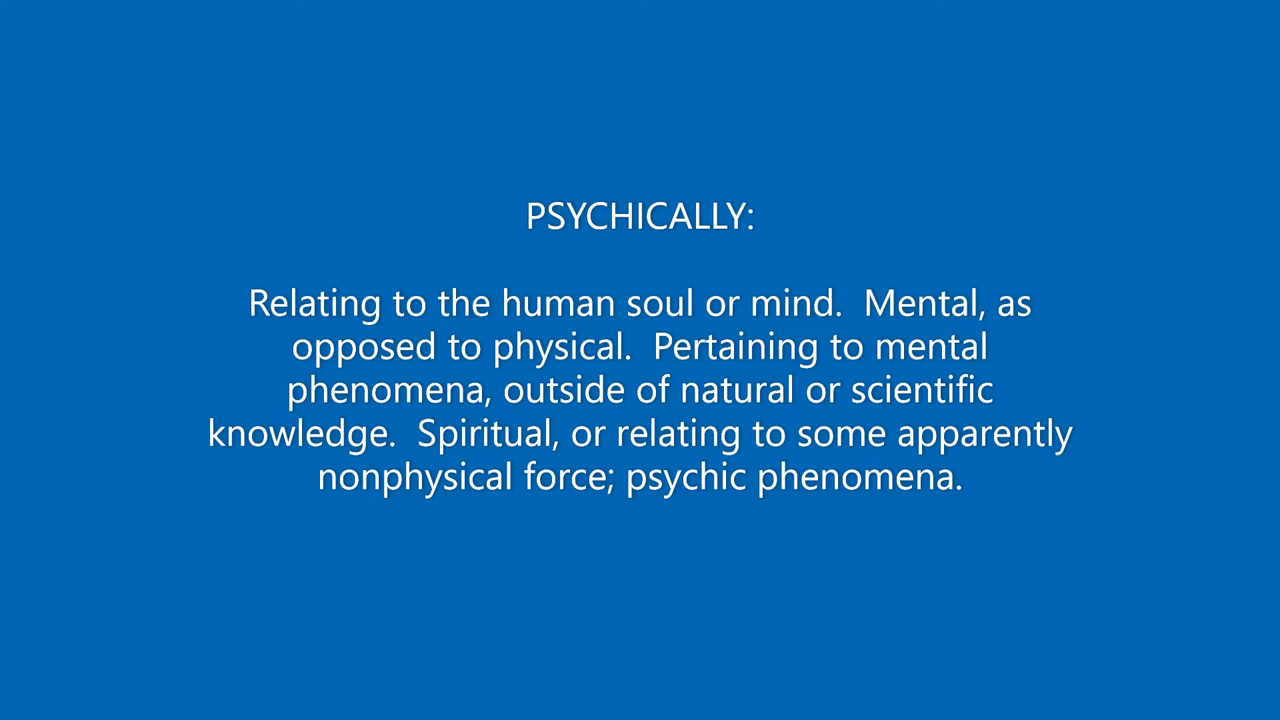 PSYCHICALLY:
Relating to the human soul or mind.  Mental, as
opposed to physical.  Pertaining to mental
phenomena, outside of natural or scientific
knowledge.  Spiritual, or relating to some apparently
nonphysical force; psychic phenomena.